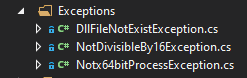 Exceptions
C# DllFileNotExistException.cs
C# NotDivisibleBy16Exception.cs
C# Notx64bitProcessException.cs